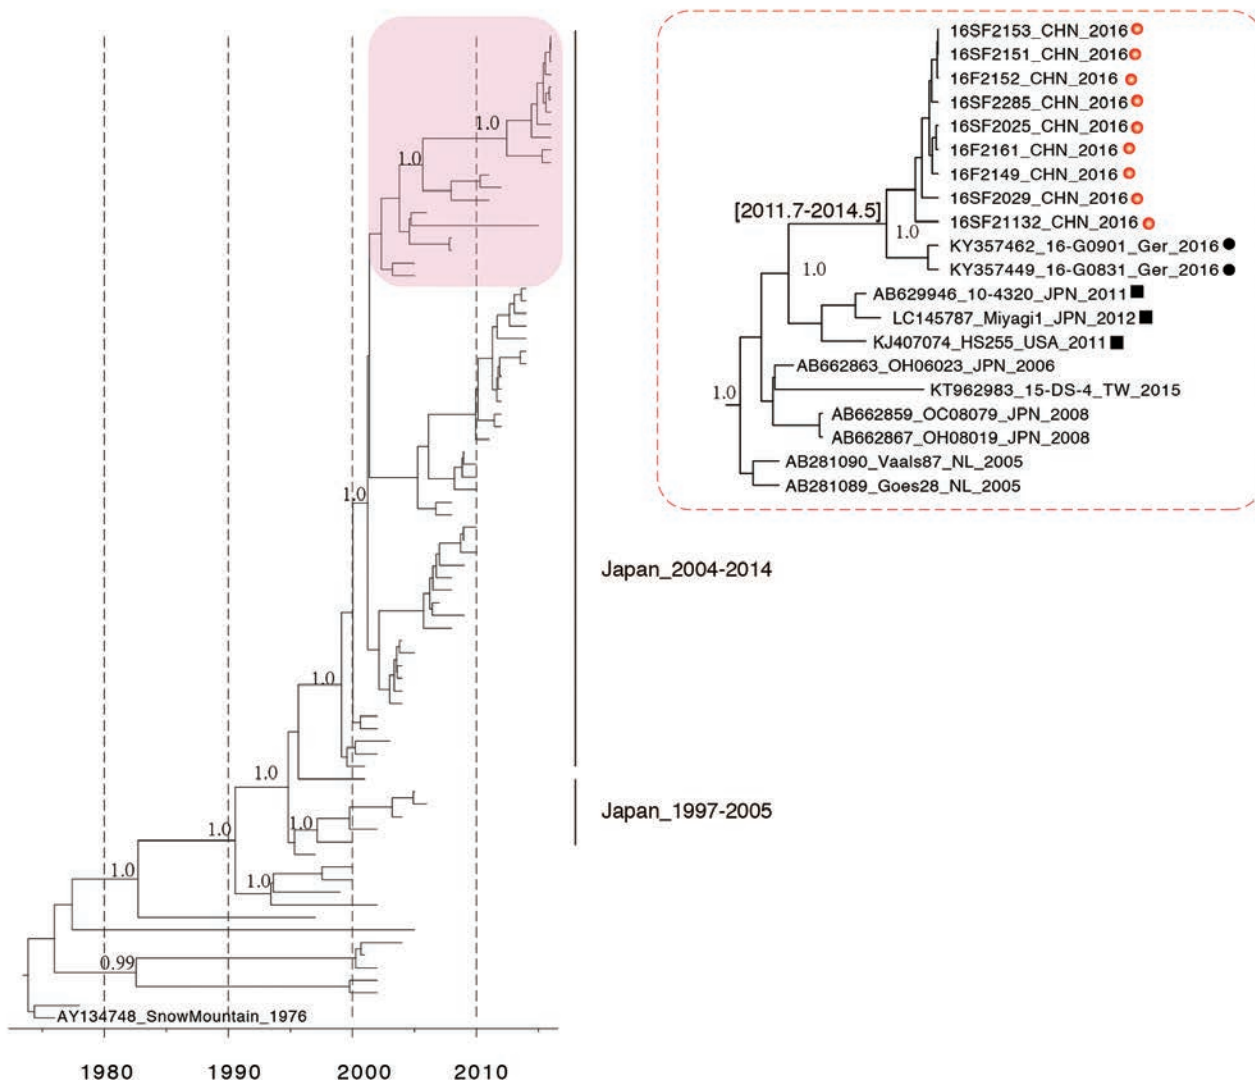 1.0
1.0
1.0
1.0
1.0
1.0
1.0
1.0
1.0
0.99
AY134748_SnowMountain_1976
1980 1990 2000 2010
Japan_2004-2014
Japan_1997-2005
16SF2153_CHN_2016
16SF2151_CHN_2016
16F2152_CHN_2016
16SF2285_CHN_2016
16SF2025_CHN_2016
16F2161_CHN_2016
16F2149_CHN_2016
16SF2029_CHN_2016
[2011.7-2014.5]
16SF21132_CHN_2016
1.0
KY357462_16-G0901_Ger_2016
KY357449_16-G0831_Ger_2016
1.0
AB629946_10-4320_JPN_2011
LC145787_Miyagi1_JPN_2012
KJ407074_HS255_USA_2011
AB662863_OH06023_JPN_2006
1.0
KT962983_15-DS-4_TW_2015
AB662859_OC08079_JPN_2008
AB662867_OH08019_JPN_2008
AB281090_Vaals87_NL_2005
AB281089_Goes28_NL_2005